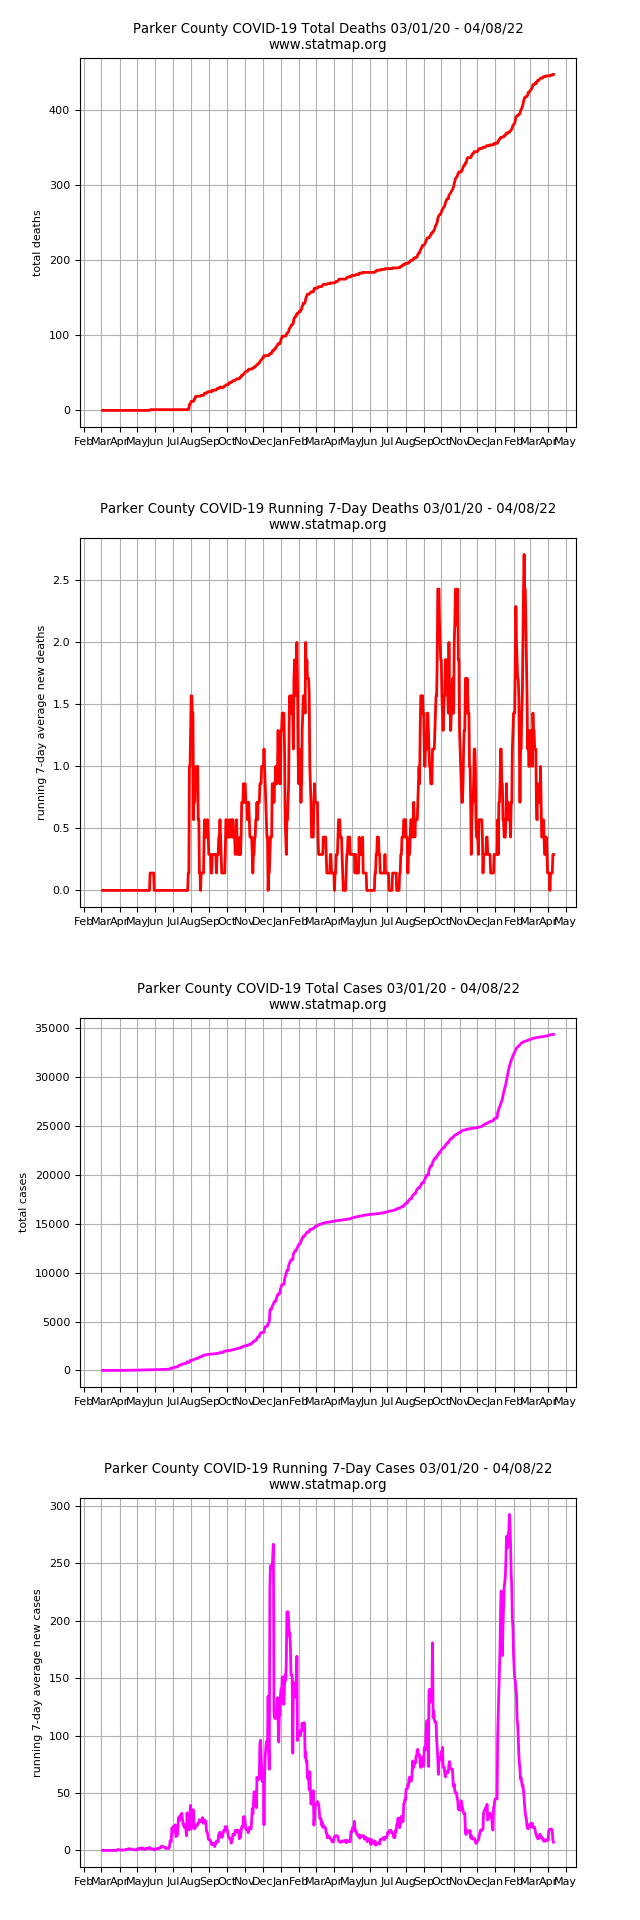 Parker County COVID-19 Total Deaths 03/01/20 - 04/08/22
www.statmap.org
400
300
200
100
0
total deaths
Feb Mar Apr May Jun Jul Aug Sep Oct Nov Dec Jan Feb Mar Apr May Jun Jul Aug Sep Oct Nov Dec Jan Feb Mar Apr May
Parker County COVID-19 Running 7-Day Deaths 03/01/20 - 04/08/22
www.statmap.org
2.5
2.0
1.5
1.0
0.5
0.0
running 7-day average new deaths
Feb Mar Apr May Jun Jul Aug Sep Oct Nov Dec Jan Feb Mar Apr May Jun Jul Aug Sep Oct Nov Dec Jan Feb Mar Apr May
Parker County COVID-19 Total Cases 03/01/20 - 04/08/22
www.statmap.org
35000
30000
25000
20000
15000
10000
5000
0
total cases
Feb Mar Apr May Jun Jul Aug Sep Oct Nov Dec Jan Feb Mar Apr May Jun Jul Aug Sep Oct Nov Dec Jan Feb Mar Apr May
Parker County COVID-19 Running 7-Day Cases 03/01/20 - 04/08/22
www.statmap.org
300
250
200
150
100
50
0
running 7-day average new cases
Feb Mar Apr May Jun Jul Aug Sep Oct Nov Dec Jan Feb Mar Apr May Jun Jul Aug Sep Oct Nov Dec Jan Feb Mar Apr May